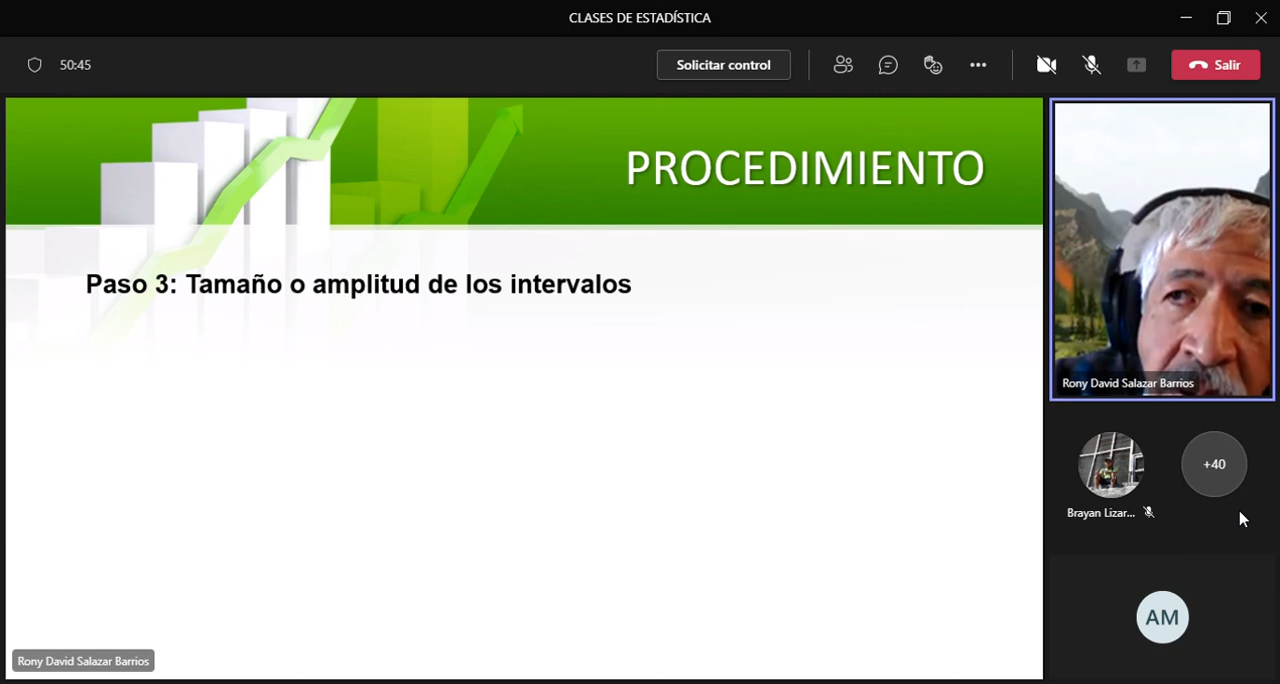 CLASES DE ESTADÍSTICA
50:45
Solicitar control
Salir
PROCEDIMIENTO
Paso 3: Tamaño o amplitud de los intervalos
Rony David Salazar Barrios
+40
Brayan Lizar...
AM
Rony David Salazar Barrios